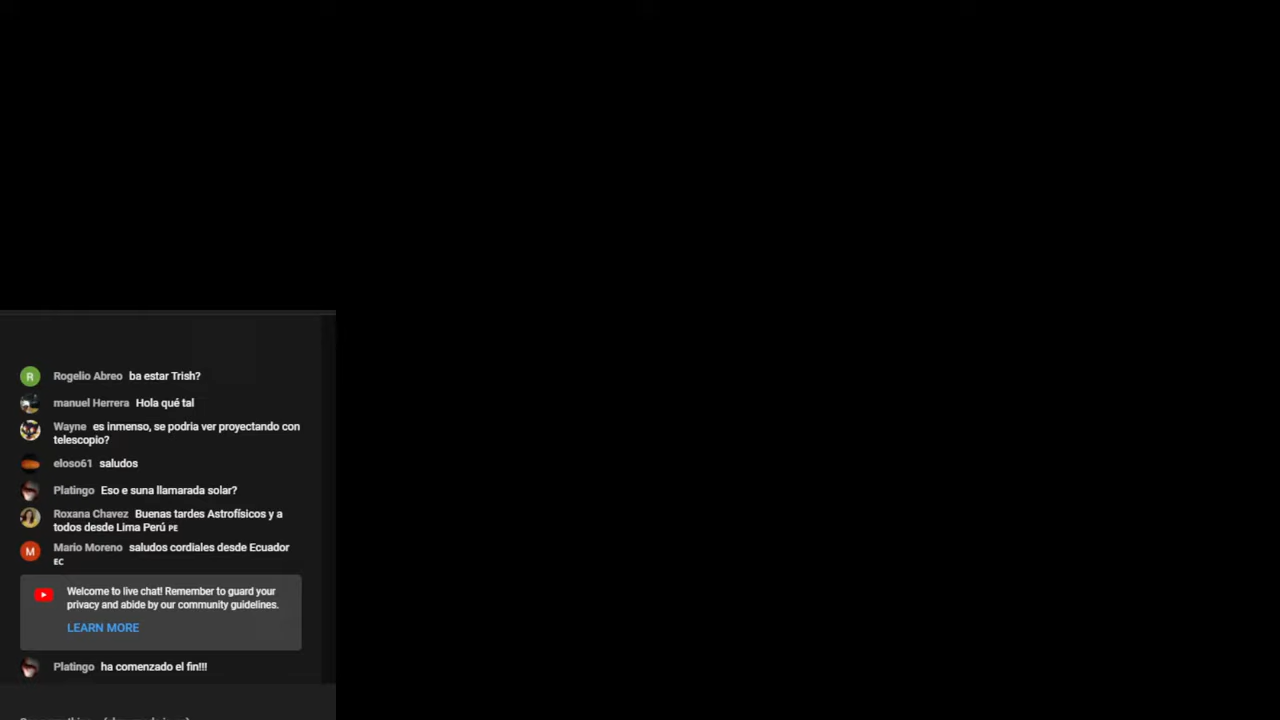 Rogelio Abreo ba estar Trish?
manuel Herrera Hola qué tal
Wayne es inmenso, se podria ver proyectando con
telescopio?
eloso61 saludos
Platingo Eso e suna llamarada solar?
Roxana Chavez Buenas tardes Astrofísicos y a
todos desde Lima Perú PE
Mario Moreno saludos cordiales desde Ecuador
EC
Welcome to live chat! Remember to guard your
privacy and abide by our community guidelines.
LEARN MORE
Platingo ha comenzado el fin!!!